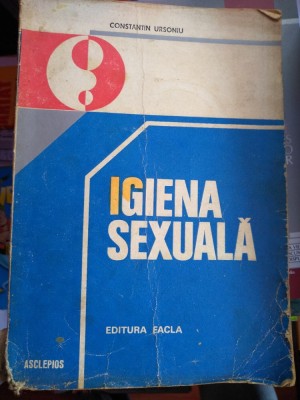 CONSTANTIN URSONIU
IGIENA
SEXUALĂ
EDITURA FACLA
ASCLEPIOS